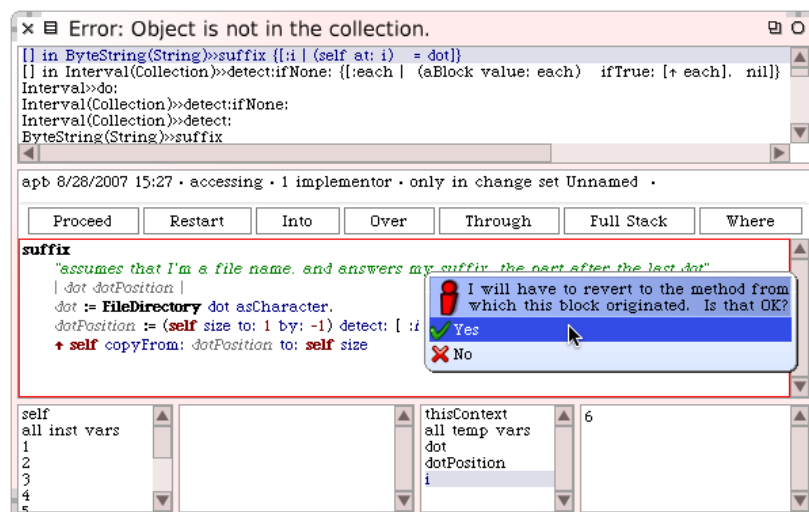 Error: Object is not in the collection.
[] in ByteString(String)»suffix {[:i | (self at: i) = dot]}
[] in Interval(Collection)»detect:ifNone: {[:each | (aBlock value: each) ifTrue: [↑ each]. nil]}
Interval»do:
Interval(Collection)»detect:ifNone:
Interval(Collection)»detect:
ByteString(String)»suffix
apb 8/28/2007 15:27 · accessing · 1 implementor · only in change set Unnamed ·
Proceed Restart Into Over Through Full Stack Where
suffix
"assumes that I'm a file name, and answers my suffix, the part after the last dot"
| dot dotPosition |
dot := FileDirectory dot asCharacter.
dotPosition := (self size to: 1 by: -1) detect: [ :i
↑ self copyFrom: dotPosition to: self size
I will have to revert to the method from
which this block originated. Is that OK?
Yes
No
self
all inst vars
1
2
3
4
5
thisContext
all temp vars
dot
dotPosition
i
6